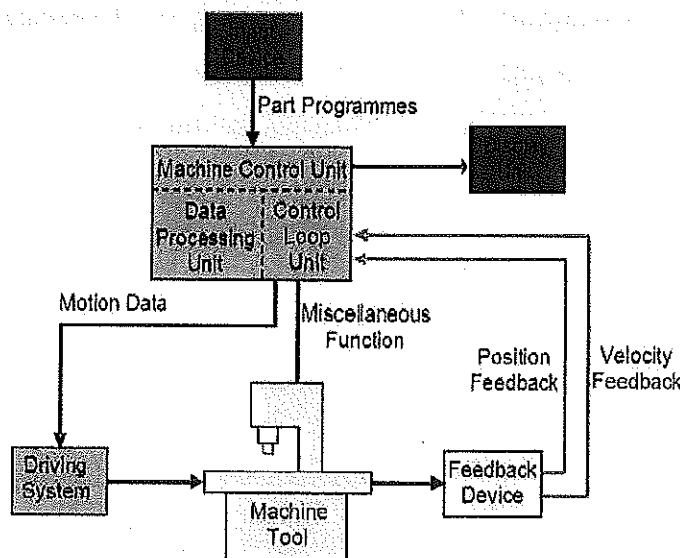 Part Programmes
Machine Control Unit
Data
Processing
Unit
Control
Loop
Unit
Motion Data
Miscellaneous
Function
Position
Feedback
Velocity
Feedback
Driving
System
Machine
Tool
Feedback
Device